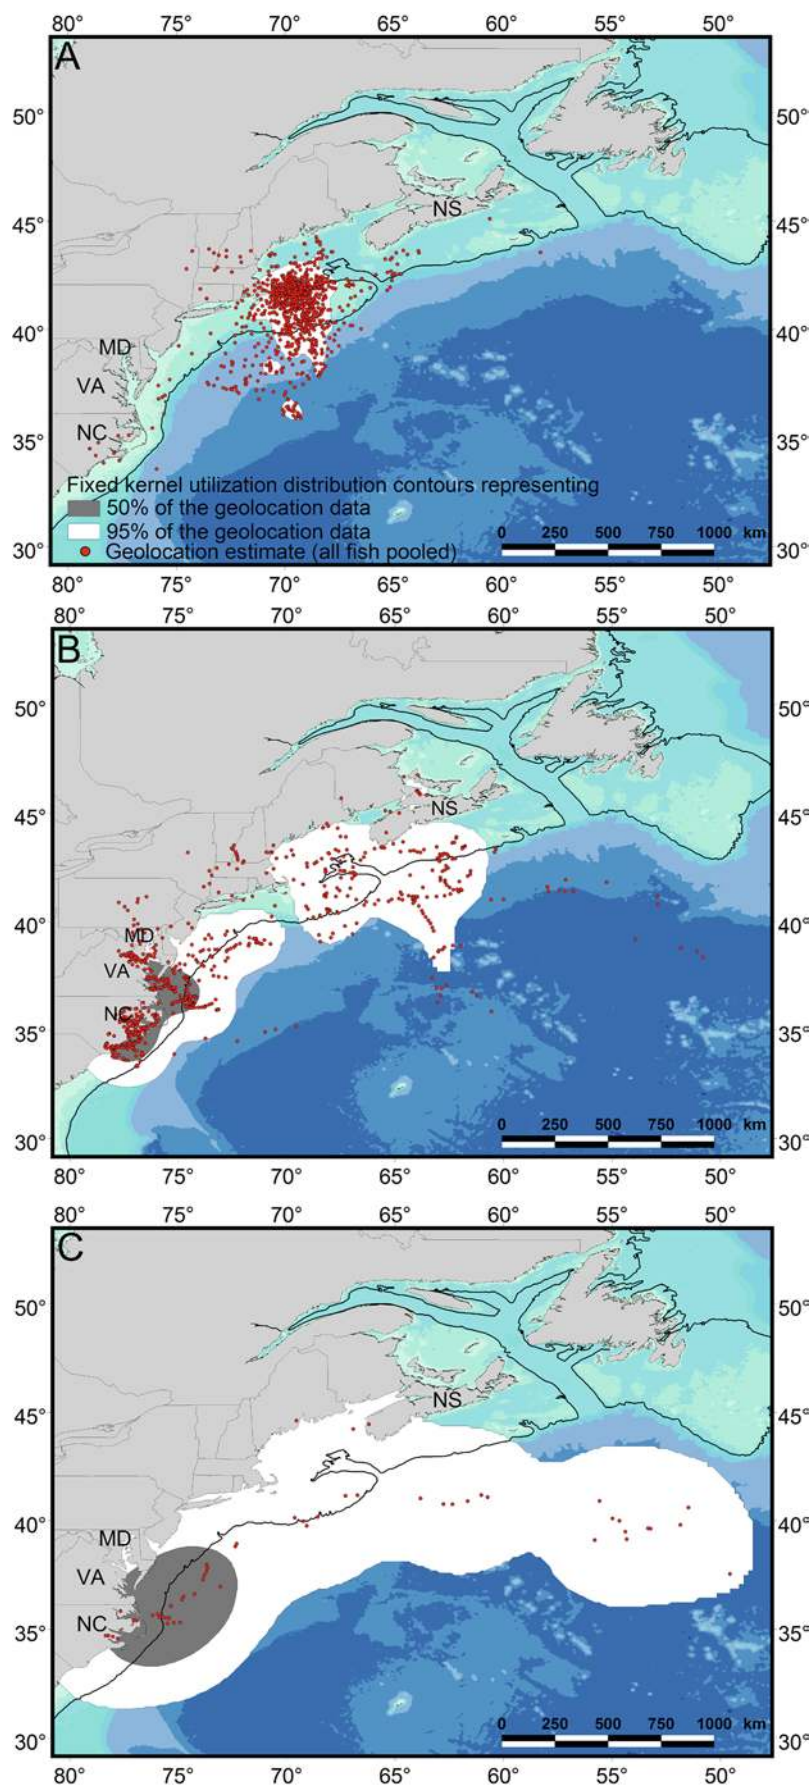 80° 75° 70° 65° 60° 55° 50°
A
50° 50°
NS
45° 45°
40° 40°
MD
VA
35° 35°
NC
Fixed kernel utilization distribution contours representing
50% of the geolocation data
95% of the geolocation data
0 250 500 750 1000 km
Geolocation estimate (all fish pooled)
30° 30°
80° 75° 70° 65° 60° 55° 50°
80° 75° 70° 65° 60° 55° 50°
B
50° 50°
NS
45° 45°
40° 40°
MD
VA
NC
35° 35°
0 250 500 750 1000 km
30° 30°
80° 75° 70° 65° 60° 55° 50°
80° 75° 70° 65° 60° 55° 50°
C
50° 50°
NS
45° 45°
40° 40°
MD
VA
NC
35° 35°
0 250 500 750 1000 km
30° 30°
80° 75° 70° 65° 60° 55° 50°